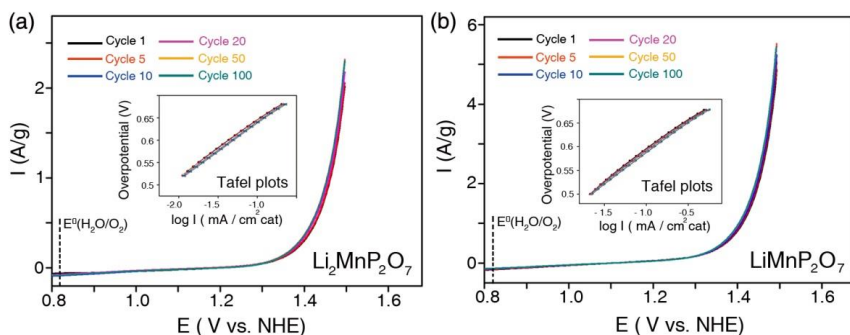 (a)
Cycle 1
Cycle 5
Cycle 10
Cycle 20
Cycle 50
Cycle 100
I (A/g)
2
1
0
Overpotential (V)
0.65
0.6
0.55
0.5
Tafel plots
-2.0
-1.5
-1.0
log I ( mA / cm² cat)
E⁰(H₂O/O₂)
Li₂MnP₂O₇
0.8
1.0
1.2
1.4
1.6
E ( V vs. NHE)
(b)
Cycle 1
Cycle 5
Cycle 10
Cycle 20
Cycle 50
Cycle 100
I (A/g)
6
4
2
0
Overpotential (V)
0.65
0.6
0.55
0.5
Tafel plots
-1.5
-1.0
-0.5
log I ( mA / cm² cat)
E⁰(H₂O/O₂)
LiMnP₂O₇
0.8
1.0
1.2
1.4
1.6
E ( V vs. NHE)